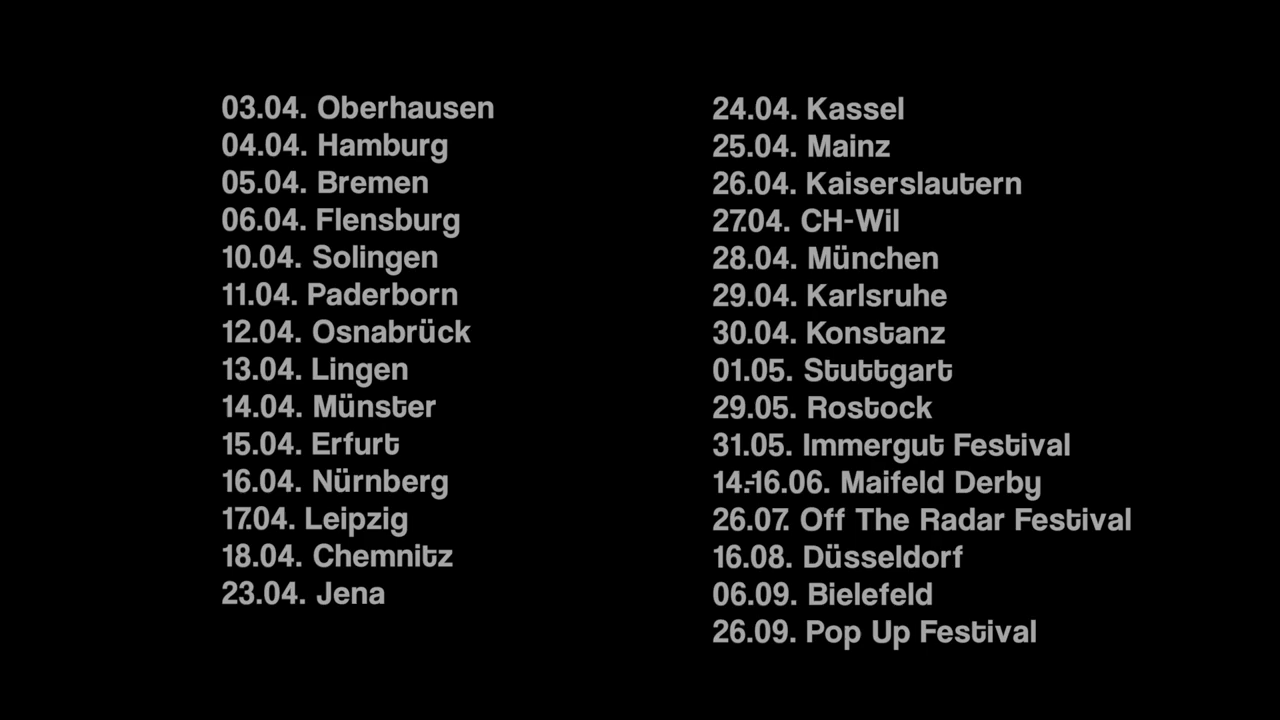 03.04. Oberhausen
04.04. Hamburg
05.04. Bremen
06.04. Flensburg
10.04. Solingen
11.04. Paderborn
12.04. Osnabrück
13.04. Lingen
14.04. Münster
15.04. Erfurt
16.04. Nürnberg
17.04. Leipzig
18.04. Chemnitz
23.04. Jena
24.04. Kassel
25.04. Mainz
26.04. Kaiserslautern
27.04. CH-Wil
28.04. München
29.04. Karlsruhe
30.04. Konstanz
01.05. Stuttgart
29.05. Rostock
31.05. Immergut Festival
14.-16.06. Maifeld Derby
26.07. Off The Radar Festival
16.08. Düsseldorf
06.09. Bielefeld
26.09. Pop Up Festival